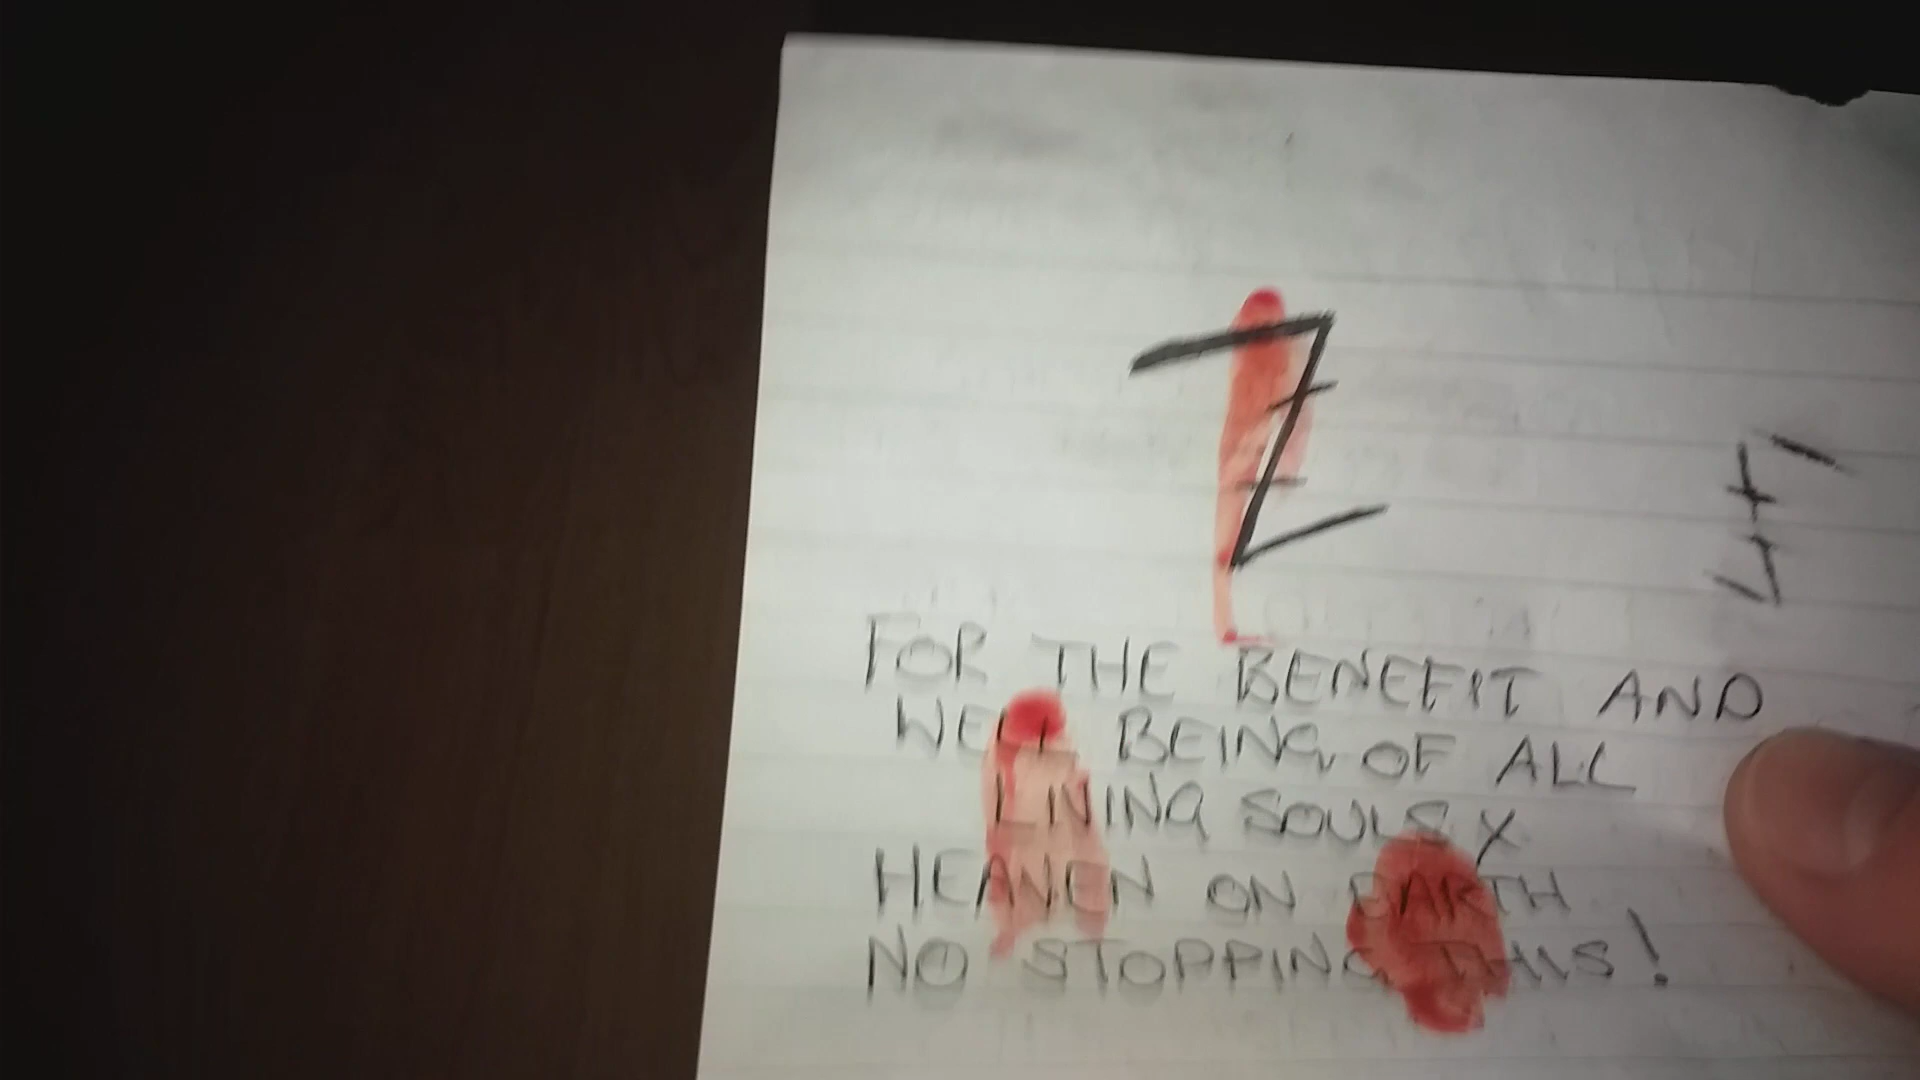 FOR THE BENEFIT AND
WELL BEING OF ALL
LIVING SOULS X
HEAVEN ON EARTH
NO STOPPING THIS!